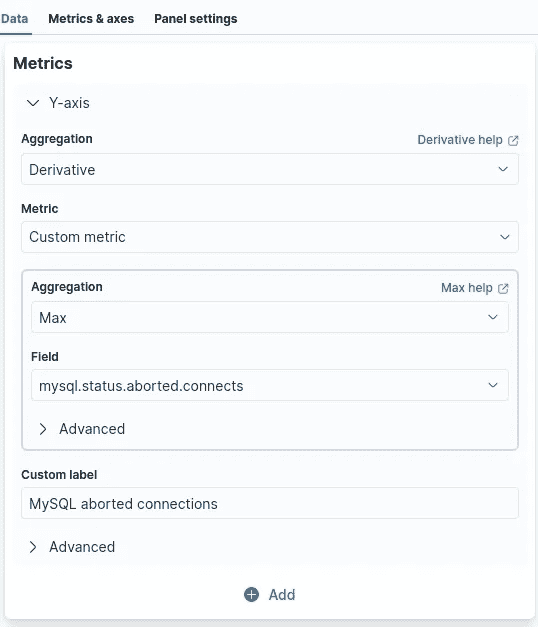 Data Metrics & axes Panel settings
Metrics
Y-axis
Aggregation Derivative help
Derivative
Metric
Custom metric
Aggregation Max help
Max
Field
mysql.status.aborted.connects
Advanced
Custom label
MySQL aborted connections
Advanced
Add